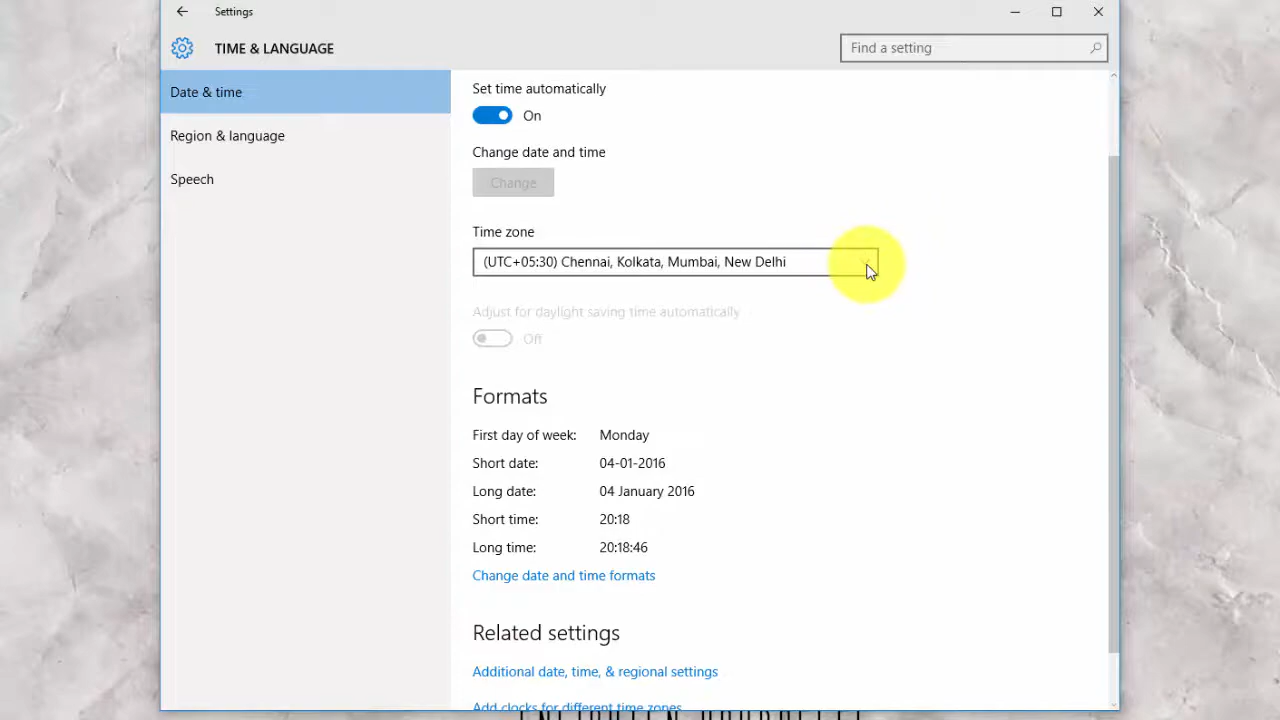 Settings
TIME & LANGUAGE
Find a setting
Date & time
Region & language
Speech
Set time automatically
On
Change date and time
Change
Time zone
(UTC+05:30) Chennai, Kolkata, Mumbai, New Delhi
Adjust for daylight saving time automatically
Off
Formats
First day of week: Monday
Short date: 04-01-2016
Long date: 04 January 2016
Short time: 20:18
Long time: 20:18:46
Change date and time formats
Related settings
Additional date, time, & regional settings
Add clocks for different time zones